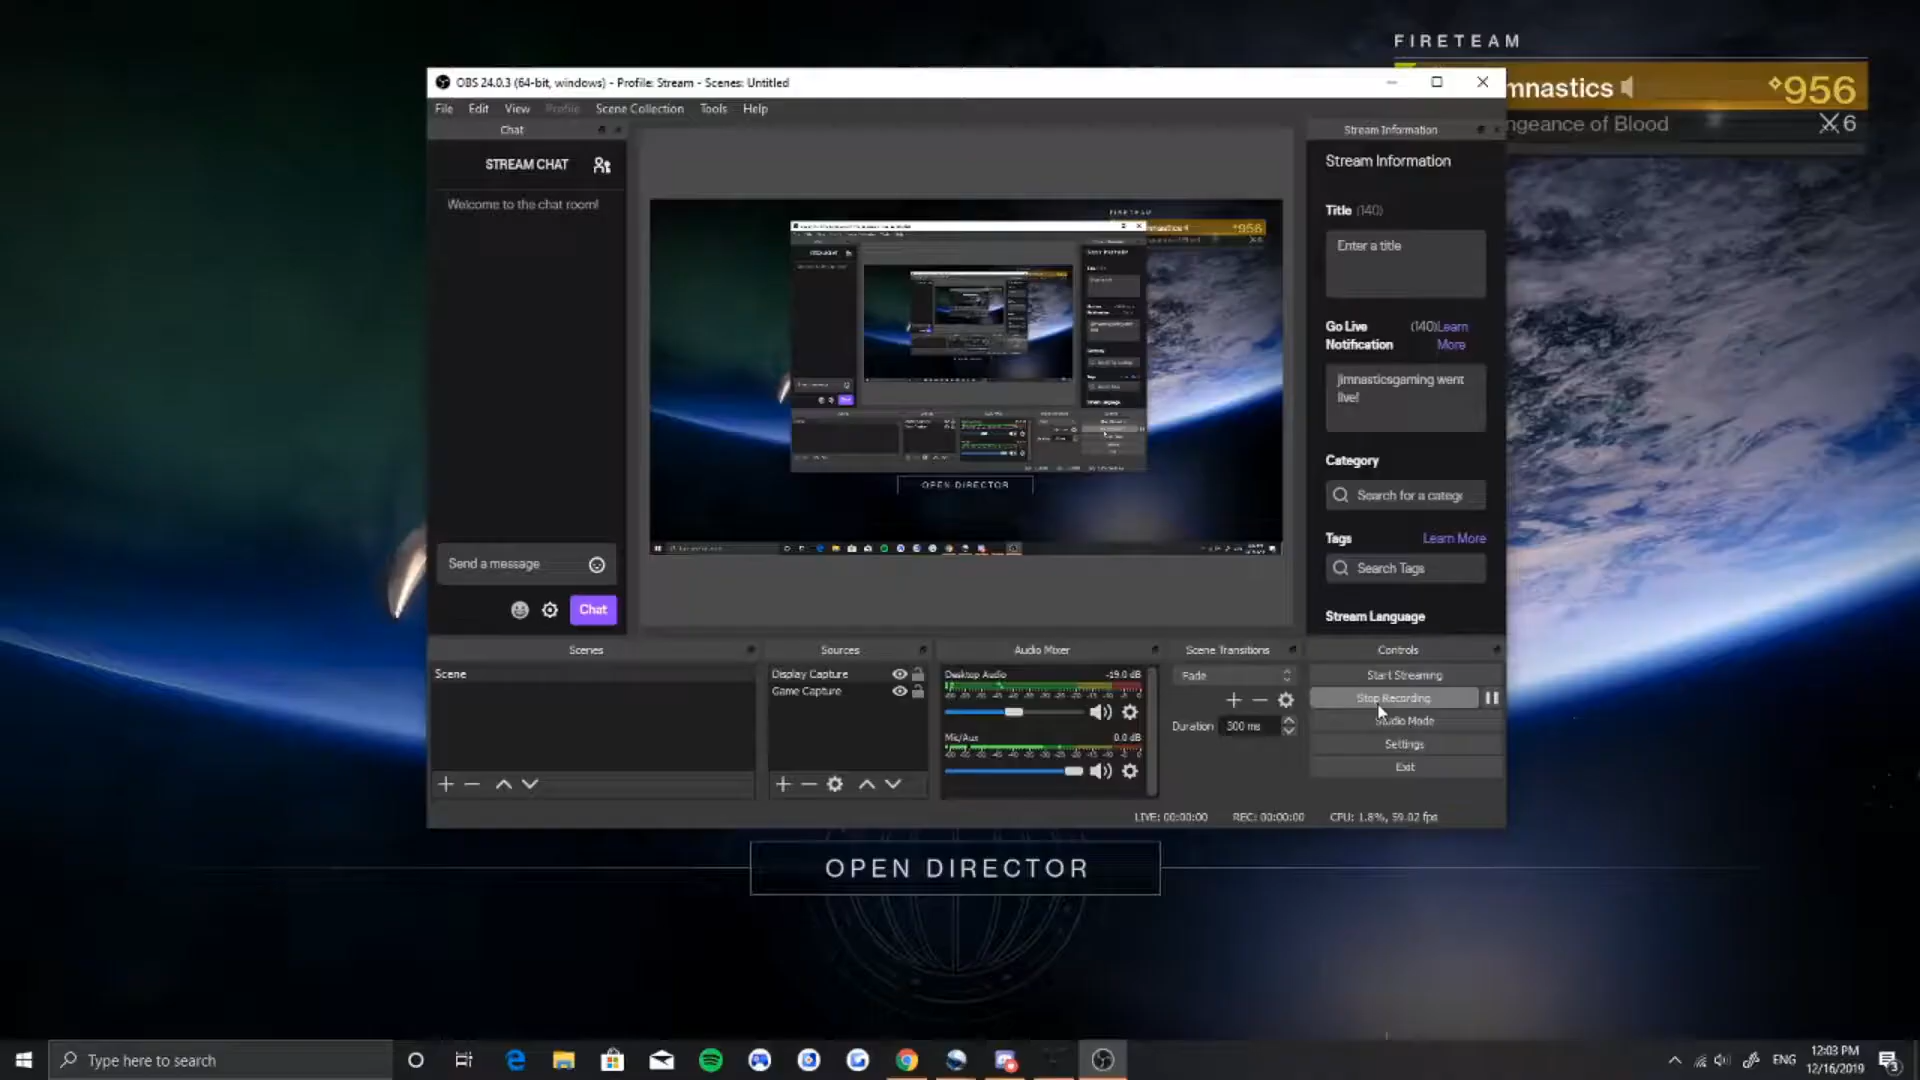 FIRETEAM
mnastics 956
ngeance of Blood 6
OBS 24.0.3 (64-bit, windows) - Profile: Stream - Scenes: Untitled
File Edit View Profile Scene Collection Tools Help
Chat
STREAM CHAT
Welcome to the chat room!
Send a message
Chat
FIRETEAM
956
OPEN DIRECTOR
Stream Information
Stream Information
Title (140)
Enter a title
Go Live Notification (140)Learn More
jimnasticsgaming went
live!
Category
Search for a categ
Tags Learn More
Search Tags
Stream Language
Scenes
Scene
Sources
Display Capture
Game Capture
Audio Mixer
Desktop Audio -19.0 dB
Mic/Aux 0.0 dB
Scene Transitions
Fade
Duration 300 ms
Controls
Start Streaming
Stop Recording
Studio Mode
Settings
Exit
LIVE: 00:00:00 REC: 00:00:00 CPU: 1.8%, 59.02 fps
OPEN DIRECTOR
Type here to search
ENG
12:03 PM
12/16/2019
3